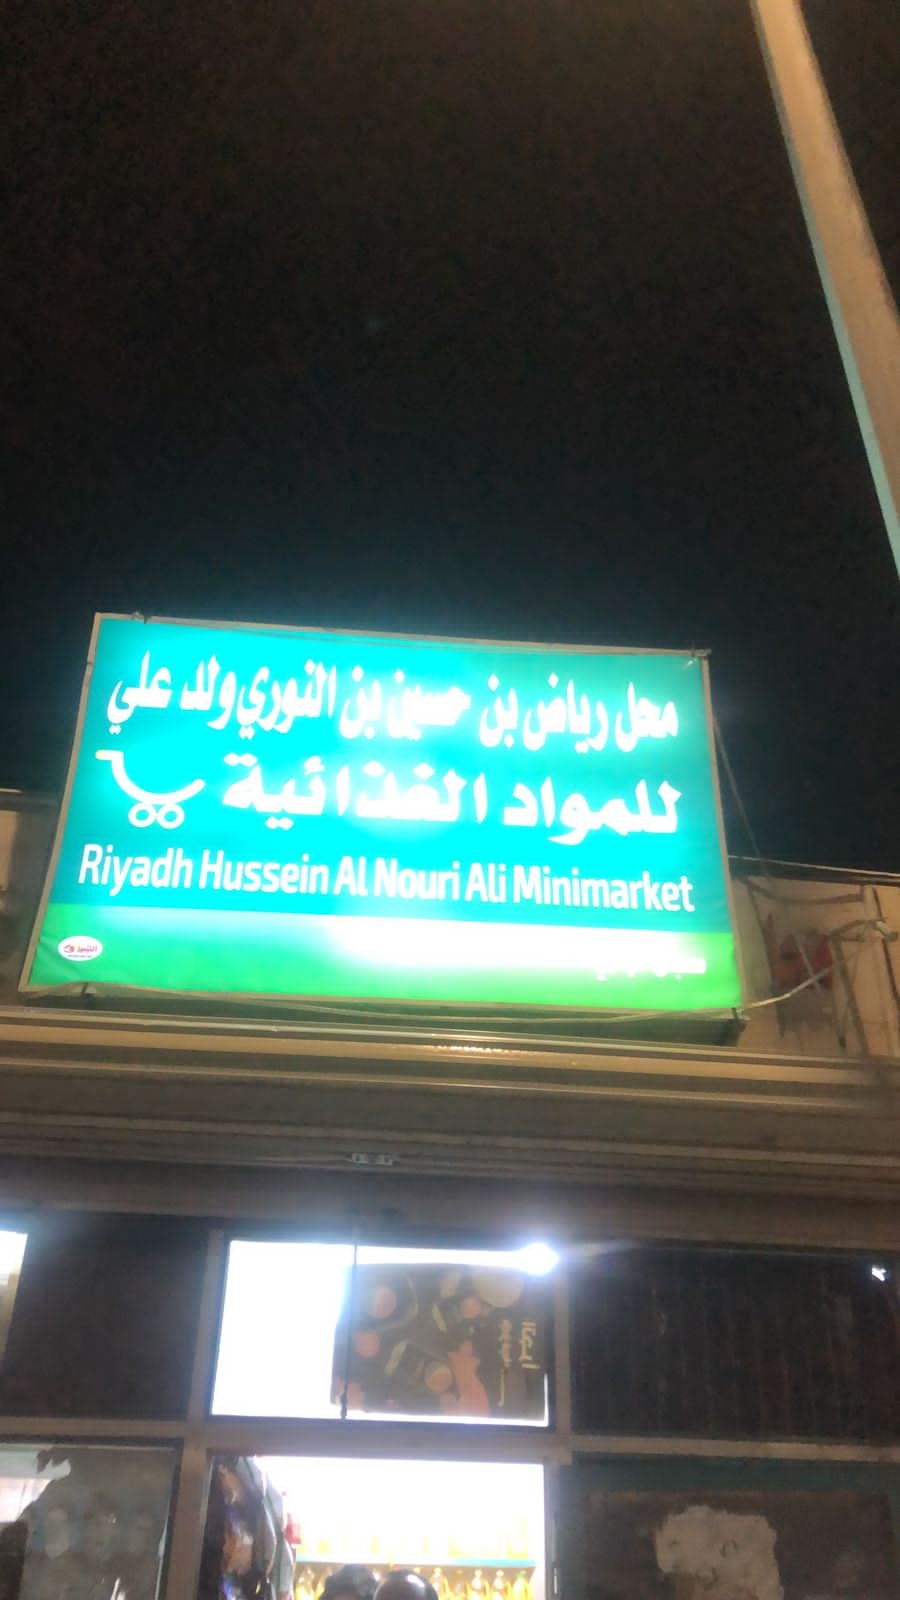 محل رياض بن حسين بن النوري ولد علي
للمواد الغذائية
Riyadh Hussein Al Nouri Ali Minimarket